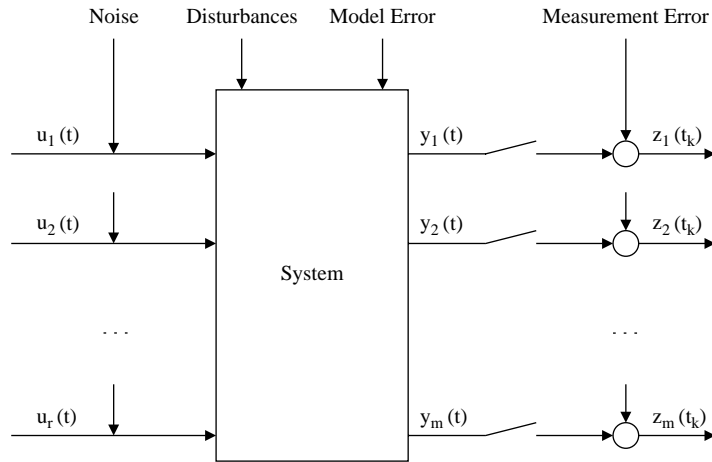 Noise Disturbances Model Error Measurement Error
u₁(t) y₁(t) z₁(tₖ)
u₂(t) y₂(t) z₂(tₖ)
System
. . . . . .
uᵣ(t) yₘ(t) zₘ(tₖ)